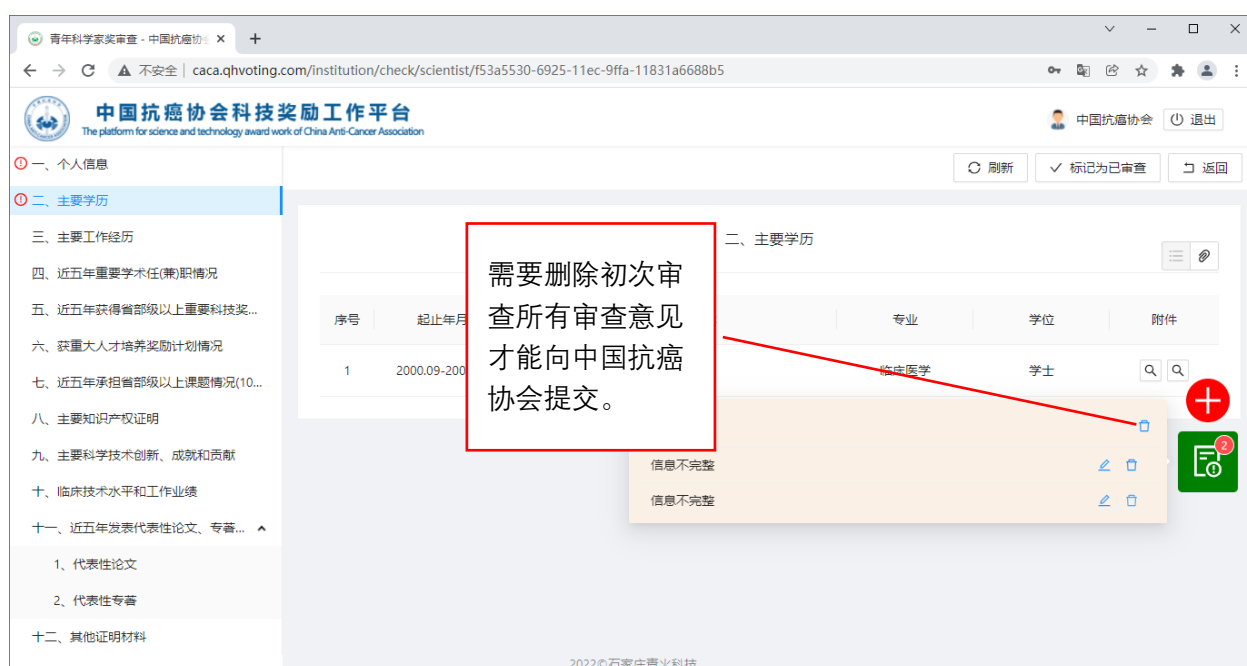 青年科学家奖审查 - 中国抗癌协
不安全 | caca.qhvoting.com/institution/check/scientist/f53a5530-6925-11ec-9ffa-11831a6688b5
中国抗癌协会科技奖励工作平台
The platform for science and technology award work of China Anti-Cancer Association
中国抗癌协会 退出
一、个人信息
刷新 标记为已审查 返回
二、主要学历
三、主要工作经历
四、近五年重要学术任(兼)职情况
五、近五年获得省部级以上重要科技奖...
六、获重大人才培养奖励计划情况
七、近五年承担省部级以上课题情况(10...
八、主要知识产权证明
九、主要科学技术创新、成就和贡献
十、临床技术水平和工作业绩
十一、近五年发表代表性论文、专著...
1、代表性论文
2、代表性专著
十二、其他证明材料
二、主要学历
序号 起止年月 专业 学位 附件
1 2000.09-200 临床医学 学士
需要删除初次审
查所有审查意见
才能向中国抗癌
协会提交。
2
信息不完整
信息不完整
2022©石家庄青火科技